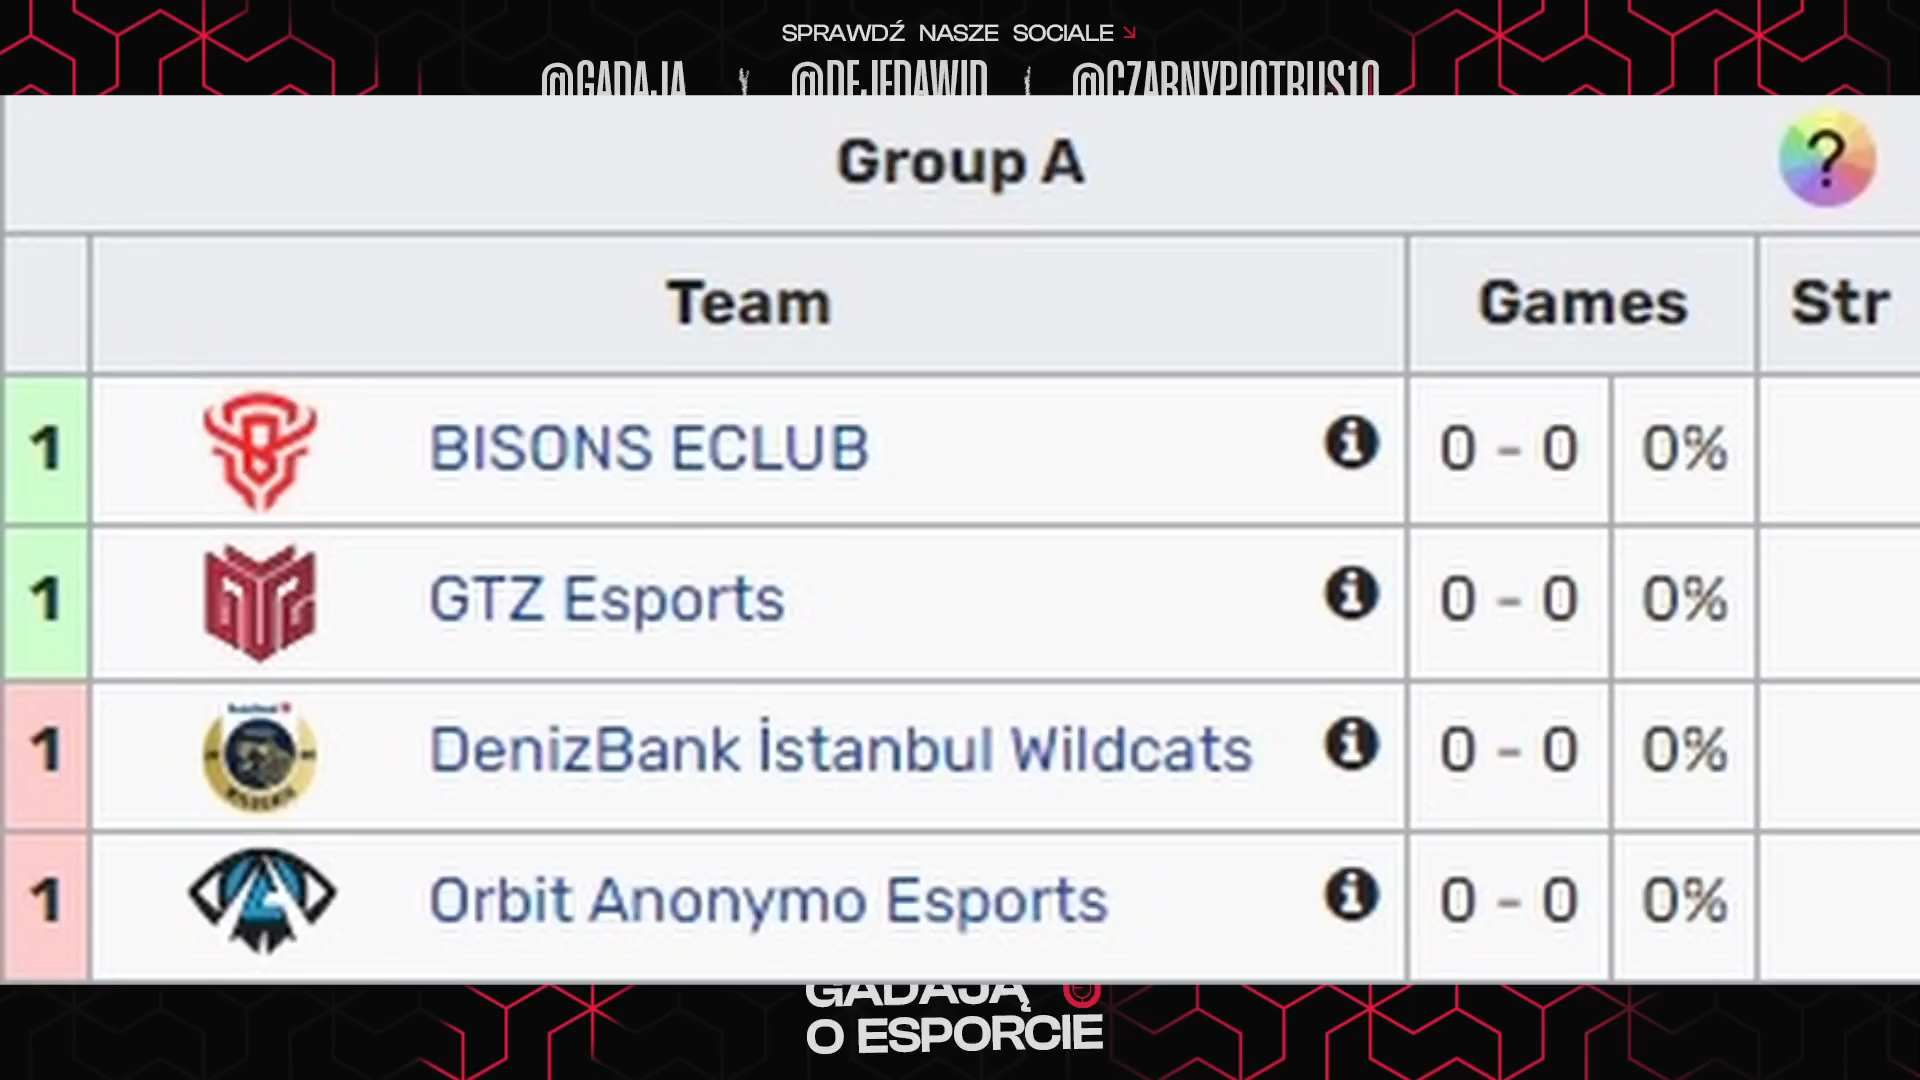 SPRAWDŹ NASZE SOCIALE
@GADAJA @DEJEDAWID @CZARNYPIOTRUS10
Group A ?
Team Games Str
1 BISONS ECLUB 0 - 0 0%
1 GTZ Esports 0 - 0 0%
1 DenizBank İstanbul Wildcats 0 - 0 0%
1 Orbit Anonymo Esports 0 - 0 0%
GADAJĄ
O ESPORCIE